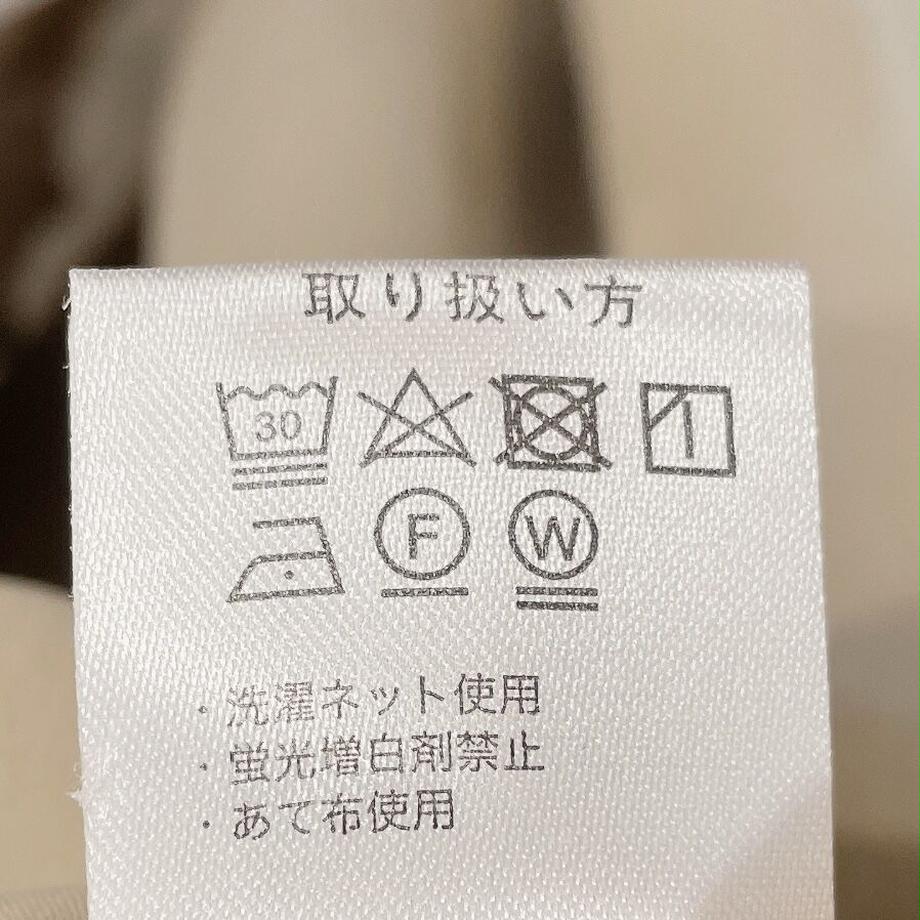 取り扱い方
30
F W
・洗濯ネット使用
・蛍光増白剤禁止
・あて布使用